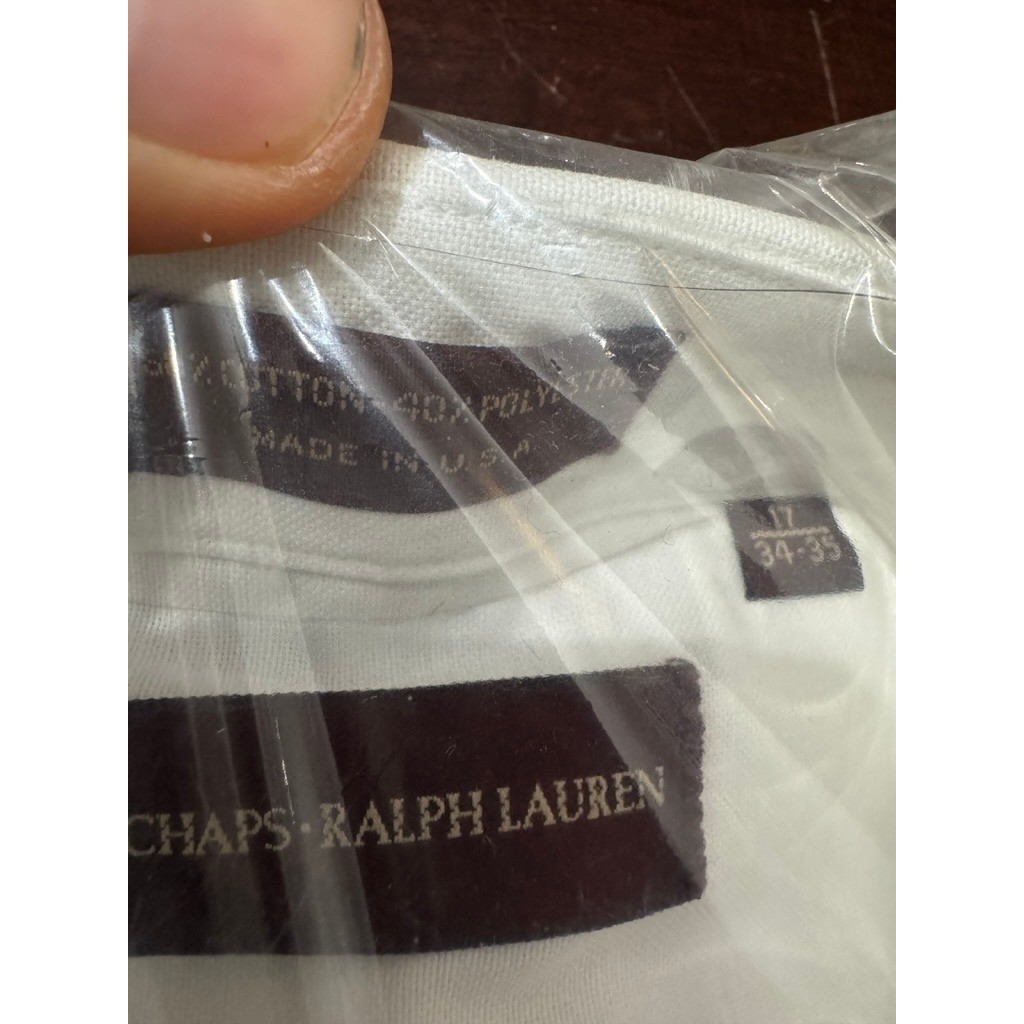 COTTON-40% POLYESTER
MADE IN U.S.A
17
34-35
CHAPS·RALPH LAUREN